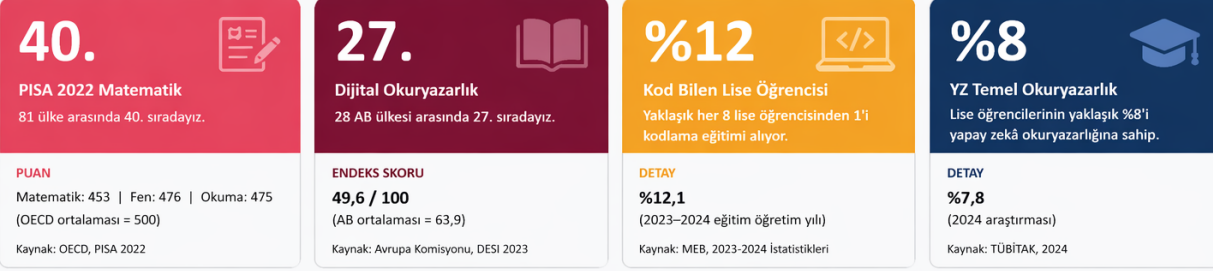 40.
PISA 2022 Matematik
81 ülke arasında 40. sıradayız.
PUAN
Matematik: 453 | Fen: 476 | Okuma: 475
(OECD ortalaması = 500)
Kaynak: OECD, PISA 2022
27.
Dijital Okuryazarlık
28 AB ülkesi arasında 27. sıradayız.
ENDEKS SKORU
49,6 / 100
(AB ortalaması = 63,9)
Kaynak: Avrupa Komisyonu, DESI 2023
%12
</>
Kod Bilen Lise Öğrencisi
Yaklaşık her 8 lise öğrencisinden 1'i
kodlama eğitimi alıyor.
DETAY
%12,1
(2023–2024 eğitim öğretim yılı)
Kaynak: MEB, 2023-2024 İstatistikleri
%8
YZ Temel Okuryazarlık
Lise öğrencilerinin yaklaşık %8'i
yapay zekâ okuryazarlığına sahip.
DETAY
%7,8
(2024 araştırması)
Kaynak: TÜBİTAK, 2024